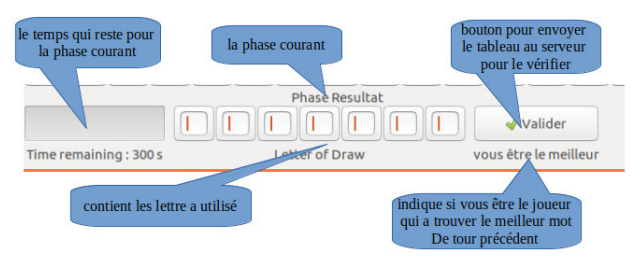 le temps qui reste pour
la phase courant
la phase courant
bouton pour envoyer
le tableau au serveur
pour le vérifier
Phase Resultat
I I I I I I I
Valider
Time remaining : 300 s
Letter of Draw
vous être le meilleur
contient les lettre a utilisé
indique si vous être le joueur
qui a trouver le meilleur mot
De tour précédent